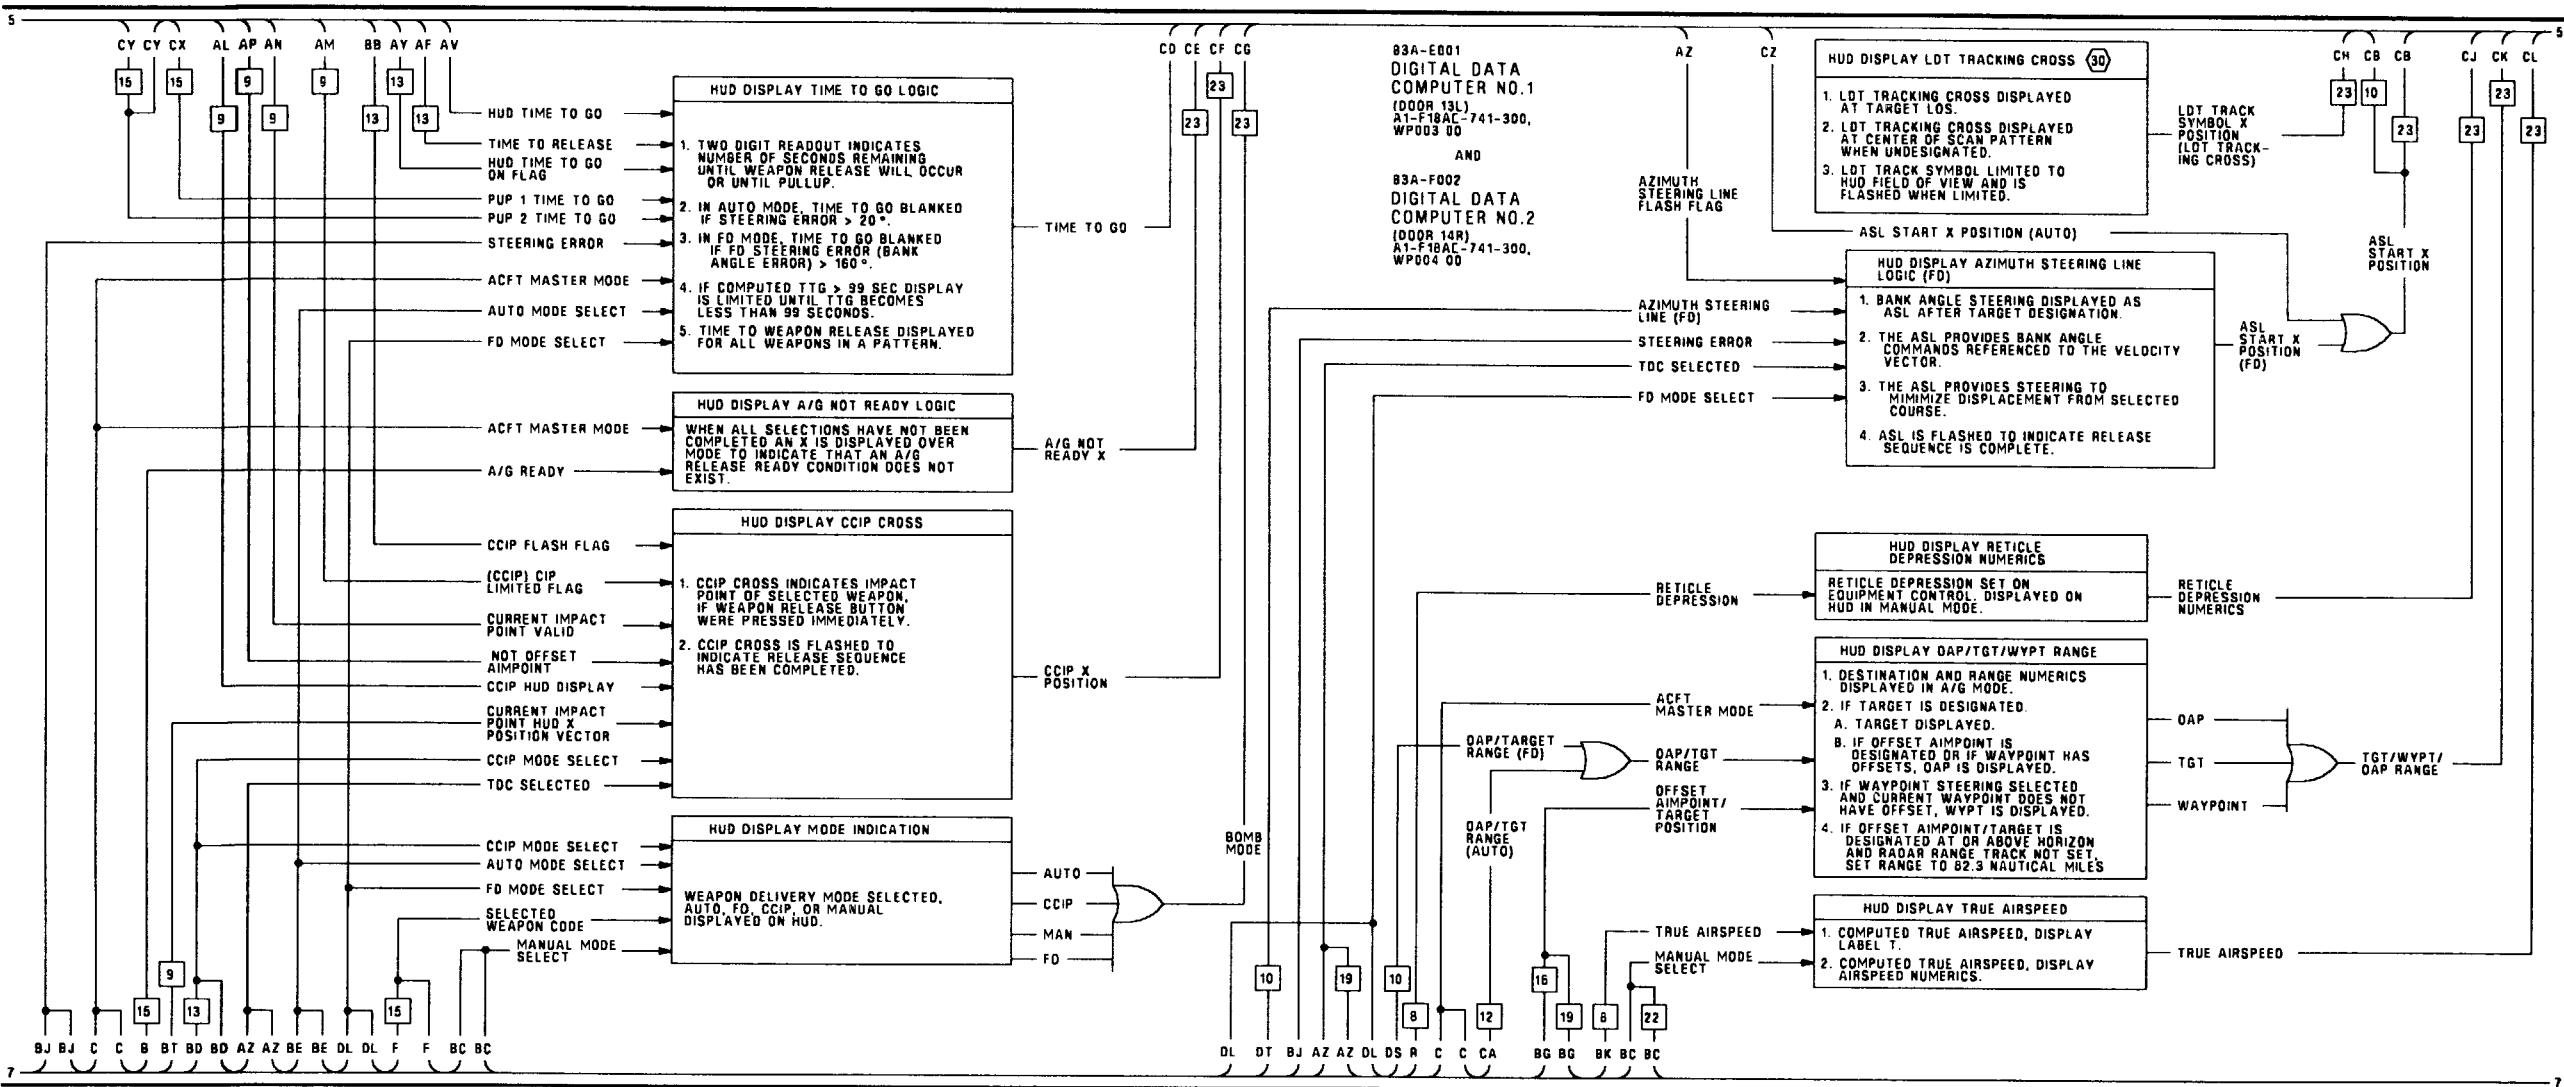 5
CY CY CX AL AP AN AM BB AY AF AV
15 15 9 9 13
9 9 13 13
HUD TIME TO GO
TIME TO RELEASE
HUD TIME TO GO
ON FLAG
PUP 1 TIME TO GO
PUP 2 TIME TO GO
STEERING ERROR
ACFT MASTER MODE
AUTO MODE SELECT
FD MODE SELECT
HUD DISPLAY TIME TO GO LOGIC
1. TWO DIGIT READOUT INDICATES
NUMBER OF SECONDS REMAINING
UNTIL WEAPON RELEASE WILL OCCUR
OR UNTIL PULLUP.
2. IN AUTO MODE, TIME TO GO BLANKED
IF STEERING ERROR > 20°.
3. IN FD MODE, TIME TO GO BLANKED
IF FD STEERING ERROR (BANK
ANGLE ERROR) > 160°.
4. IF COMPUTED TTG > 99 SEC DISPLAY
IS LIMITED UNTIL TTG BECOMES
LESS THAN 99 SECONDS.
5. TIME TO WEAPON RELEASE DISPLAYED
FOR ALL WEAPONS IN A PATTERN.
TIME TO GO
ACFT MASTER MODE
A/G READY
HUD DISPLAY A/G NOT READY LOGIC
WHEN ALL SELECTIONS HAVE NOT BEEN
COMPLETED AN X IS DISPLAYED OVER
MODE TO INDICATE THAT AN A/G
RELEASE READY CONDITION DOES NOT
EXIST.
A/G NOT
READY X
CCIP FLASH FLAG
(CCIP) CIP
LIMITED FLAG
CURRENT IMPACT
POINT VALID
NOT OFFSET
AIMPOINT
CCIP HUD DISPLAY
CURRENT IMPACT
POINT HUD X
POSITION VECTOR
CCIP MODE SELECT
TDC SELECTED
HUD DISPLAY CCIP CROSS
1. CCIP CROSS INDICATES IMPACT
POINT OF SELECTED WEAPON,
IF WEAPON RELEASE BUTTON
WERE PRESSED IMMEDIATELY.
2. CCIP CROSS IS FLASHED TO
INDICATE RELEASE SEQUENCE
HAS BEEN COMPLETED.
CCIP X
POSITION
CCIP MODE SELECT
AUTO MODE SELECT
FD MODE SELECT
SELECTED
WEAPON CODE
MANUAL MODE
SELECT
HUD DISPLAY MODE INDICATION
WEAPON DELIVERY MODE SELECTED,
AUTO, FD, CCIP, OR MANUAL
DISPLAYED ON HUD.
AUTO
CCIP
MAN
FD
BOMB
MODE
9
15 13 15
BJ BJ C C B BT BD BD AZ AZ BE BE DL DL F F BC BC
7
CD CE CF CG
23
23 23
83A-E001
DIGITAL DATA
COMPUTER NO.1
(DOOR 13L)
A1-F18AC-741-300,
WP003 00
AND
83A-F002
DIGITAL DATA
COMPUTER NO.2
(DOOR 14R)
A1-F18AC-741-300,
WP004 00
AZ CZ
AZIMUTH
STEERING LINE
FLASH FLAG
HUD DISPLAY LDT TRACKING CROSS 30
1. LDT TRACKING CROSS DISPLAYED
AT TARGET LOS.
2. LDT TRACKING CROSS DISPLAYED
AT CENTER OF SCAN PATTERN
WHEN UNDESIGNATED.
3. LDT TRACK SYMBOL LIMITED TO
HUD FIELD OF VIEW AND IS
FLASHED WHEN LIMITED.
LDT TRACK
SYMBOL X
POSITION
(LDT TRACK-
ING CROSS)
CH CB CB CJ CK CL
23 10 23
23 23 23
5
ASL START X POSITION (AUTO)
ASL
START X
POSITION
AZIMUTH STEERING
LINE (FD)
STEERING ERROR
TDC SELECTED
FD MODE SELECT
HUD DISPLAY AZIMUTH STEERING LINE
LOGIC (FD)
1. BANK ANGLE STEERING DISPLAYED AS
ASL AFTER TARGET DESIGNATION.
2. THE ASL PROVIDES BANK ANGLE
COMMANDS REFERENCED TO THE VELOCITY
VECTOR.
3. THE ASL PROVIDES STEERING TO
MIMIMIZE DISPLACEMENT FROM SELECTED
COURSE.
4. ASL IS FLASHED TO INDICATE RELEASE
SEQUENCE IS COMPLETE.
ASL
START X
POSITION
(FD)
RETICLE
DEPRESSION
HUD DISPLAY RETICLE
DEPRESSION NUMERICS
RETICLE DEPRESSION SET ON
EQUIPMENT CONTROL. DISPLAYED ON
HUD IN MANUAL MODE.
RETICLE
DEPRESSION
NUMERICS
ACFT
MASTER MODE
OAP/TARGET
RANGE (FD)
OAP/TGT
RANGE
OAP/TGT
RANGE
(AUTO)
OFFSET
AIMPOINT/
TARGET
POSITION
HUD DISPLAY OAP/TGT/WYPT RANGE
1. DESTINATION AND RANGE NUMERICS
DISPLAYED IN A/G MODE.
2. IF TARGET IS DESIGNATED.
A. TARGET DISPLAYED.
B. IF OFFSET AIMPOINT IS
DESIGNATED OR IF WAYPOINT HAS
OFFSETS, OAP IS DISPLAYED.
3. IF WAYPOINT STEERING SELECTED
AND CURRENT WAYPOINT DOES NOT
HAVE OFFSET, WYPT IS DISPLAYED.
4. IF OFFSET AIMPOINT/TARGET IS
DESIGNATED AT OR ABOVE HORIZON
AND RADAR RANGE TRACK NOT SET,
SET RANGE TO 82.3 NAUTICAL MILES
OAP
TGT
WAYPOINT
TGT/WYPT/
OAP RANGE
TRUE AIRSPEED
MANUAL MODE
SELECT
HUD DISPLAY TRUE AIRSPEED
1. COMPUTED TRUE AIRSPEED, DISPLAY
LABEL T.
2. COMPUTED TRUE AIRSPEED, DISPLAY
AIRSPEED NUMERICS.
TRUE AIRSPEED
10 19 10 16
8 12 19 8 22
DL DT BJ AZ AZ DL DS R C C CA BG BG BK BC BC
7